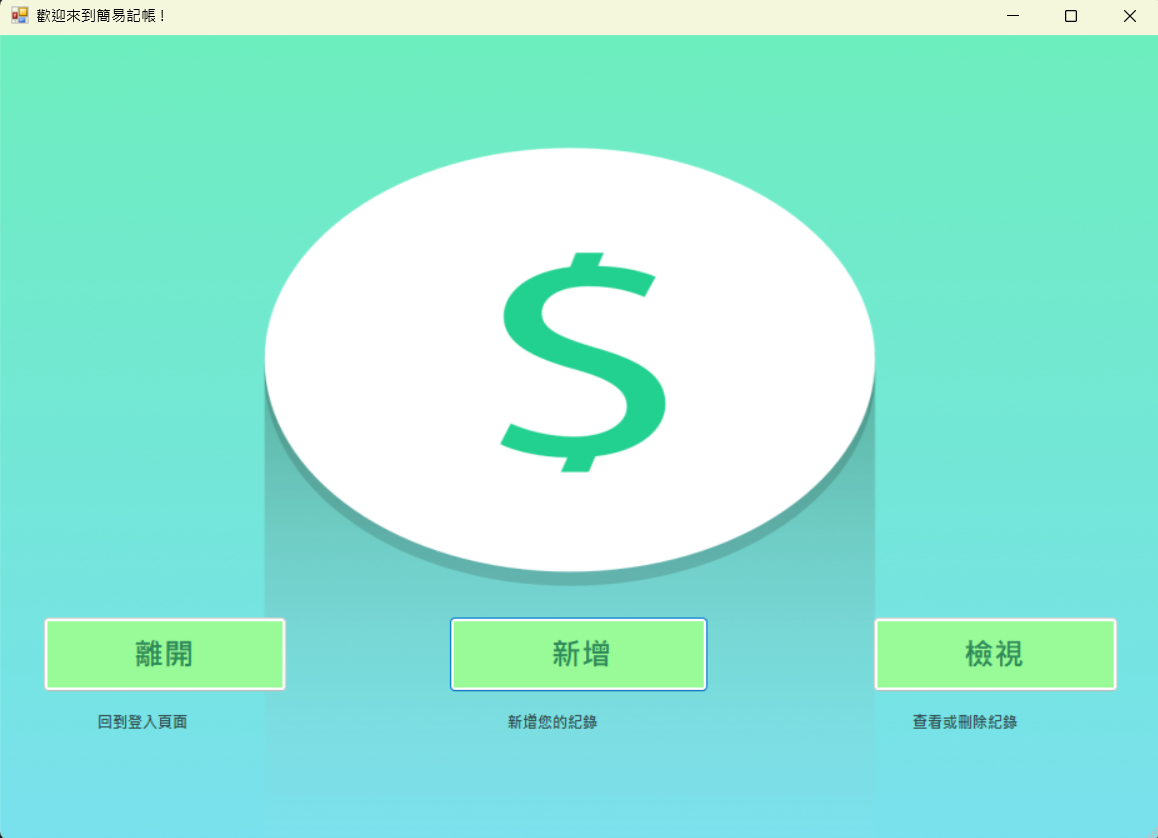 歡迎來到簡易記帳！
$
離開
新增
檢視
回到登入頁面
新增您的紀錄
查看或刪除紀錄